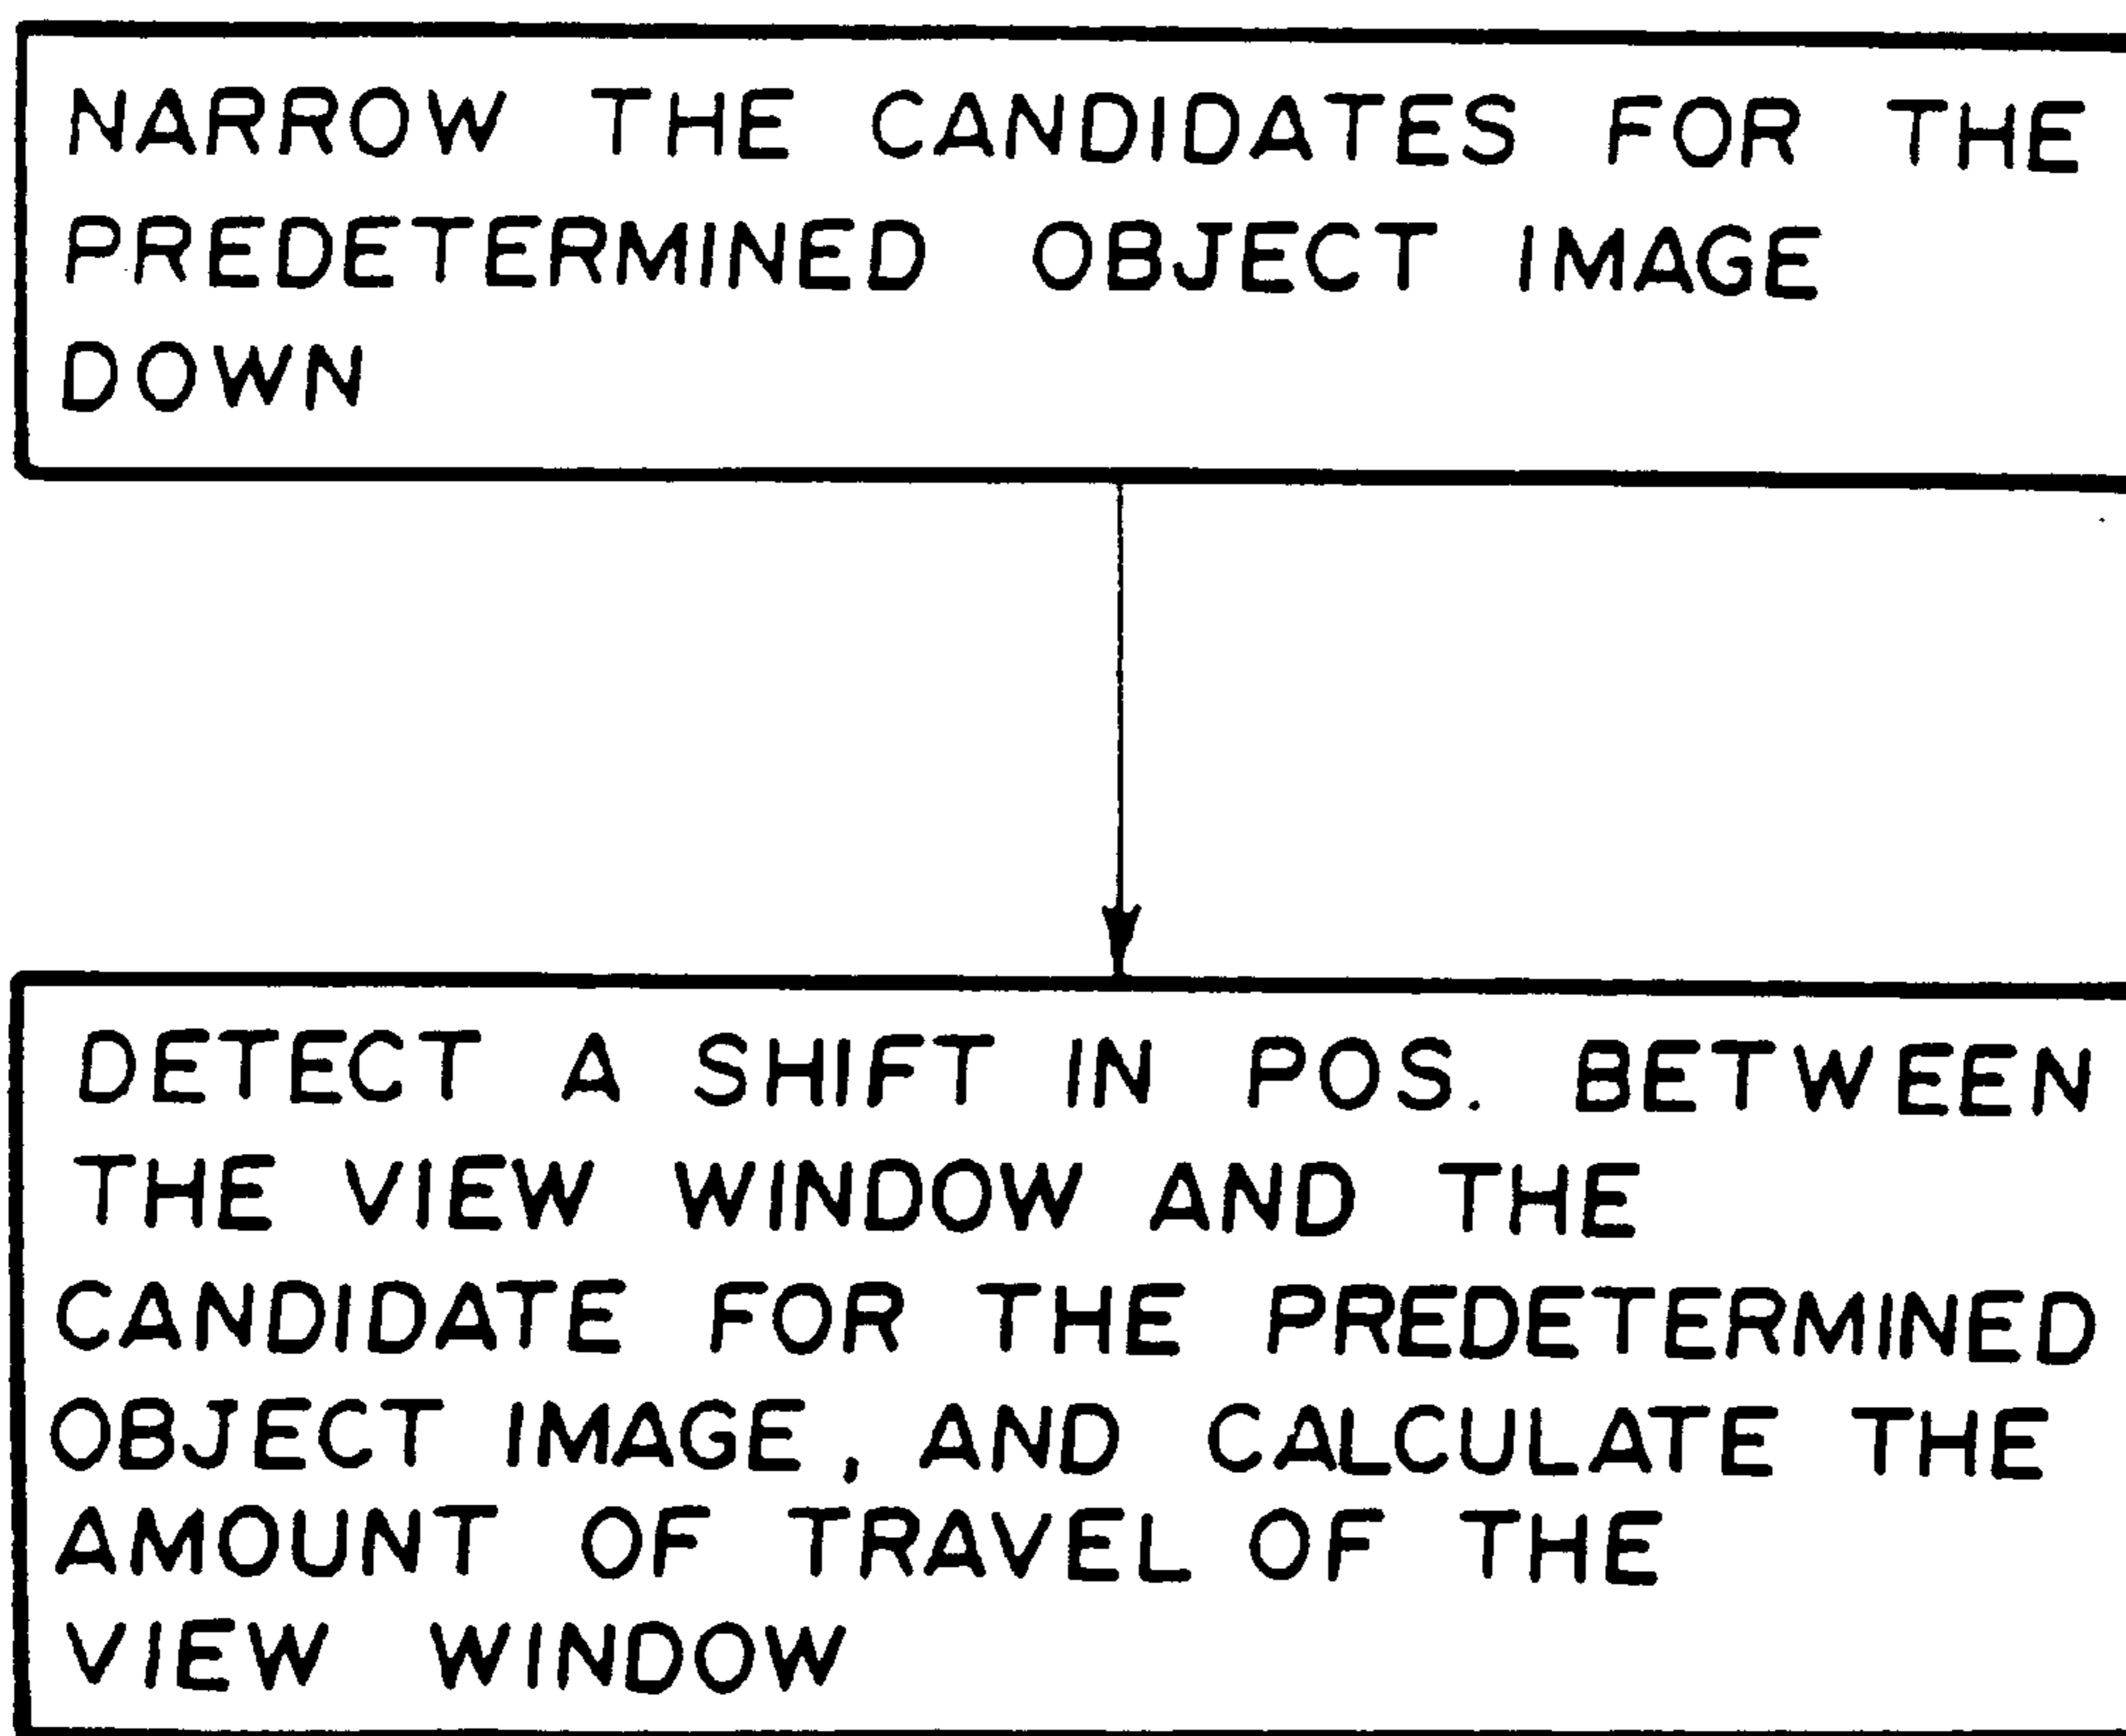 NARROW THE CANDIDATES FOR THE
PREDETERMINED OBJECT IMAGE
DOWN
DETECT A SHIFT IN POS. BETWEEN
THE VIEW WINDOW AND THE
CANDIDATE FOR THE PREDETERMINED
OBJECT IMAGE, AND CALCULATE THE
AMOUNT OF TRAVEL OF THE
VIEW WINDOW